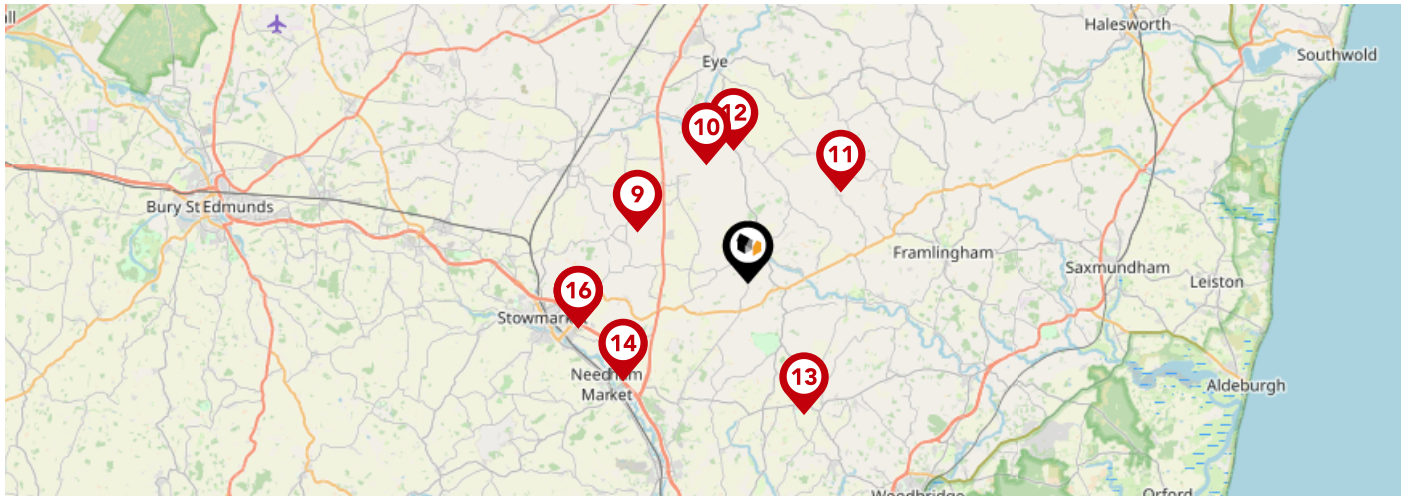 Halesworth
Southwold
Eye
12
10
11
9
Bury St Edmunds
Framlingham
Saxmundham
Leiston
16
Stowmar
14
Needham
Market
13
Aldeburgh
Woodbridge
Orford